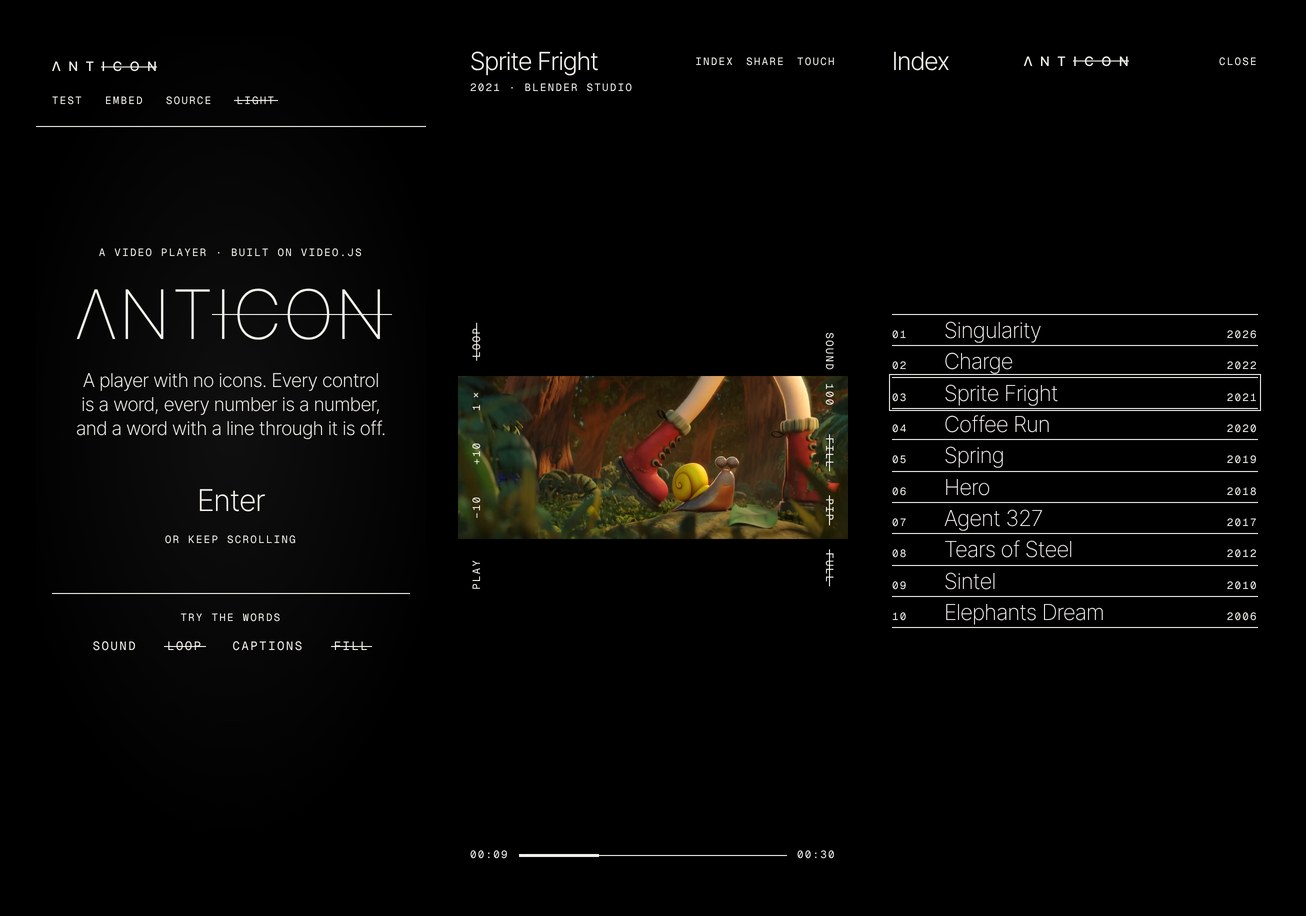 ΛNTICON
TEST EMBED SOURCE LIGHT
A VIDEO PLAYER · BUILT ON VIDEO.JS
ΛNTICON
A player with no icons. Every control
is a word, every number is a number,
and a word with a line through it is off.
Enter
OR KEEP SCROLLING
TRY THE WORDS
SOUND LOOP CAPTIONS FILL
Sprite Fright
INDEX SHARE TOUCH
2021 · BLENDER STUDIO
PLAY −10 +10 1× LOOP
SOUND 100 FILL PIP FULL
00:09 00:30
Index ΛNTICON CLOSE
01 Singularity 2026
02 Charge 2022
03 Sprite Fright 2021
04 Coffee Run 2020
05 Spring 2019
06 Hero 2018
07 Agent 327 2017
08 Tears of Steel 2012
09 Sintel 2010
10 Elephants Dream 2006